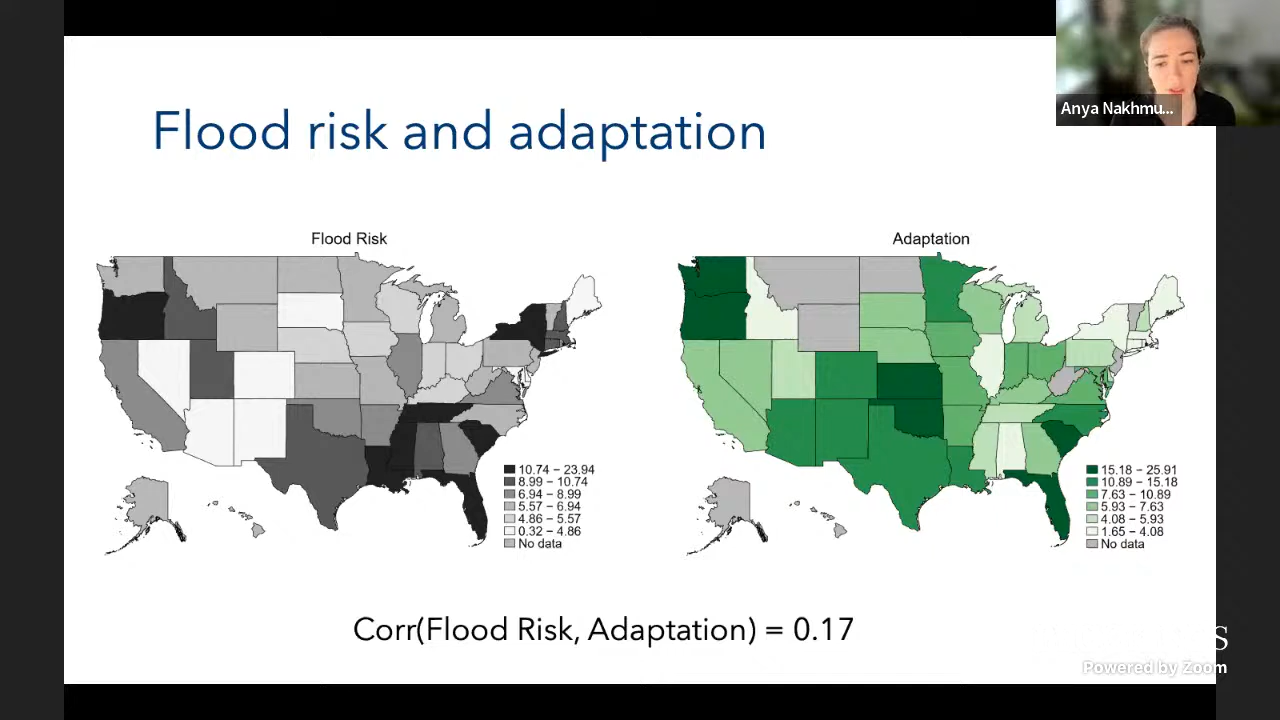 Anya Nakhmu...
Flood risk and adaptation
Flood Risk
10.74 – 23.94
8.99 – 10.74
6.94 – 8.99
5.57 – 6.94
4.86 – 5.57
0.32 – 4.86
No data
Adaptation
15.18 – 25.91
10.89 – 15.18
7.63 – 10.89
5.93 – 7.63
4.08 – 5.93
1.65 – 4.08
No data
Corr(Flood Risk, Adaptation) = 0.17
Powered by Zoom